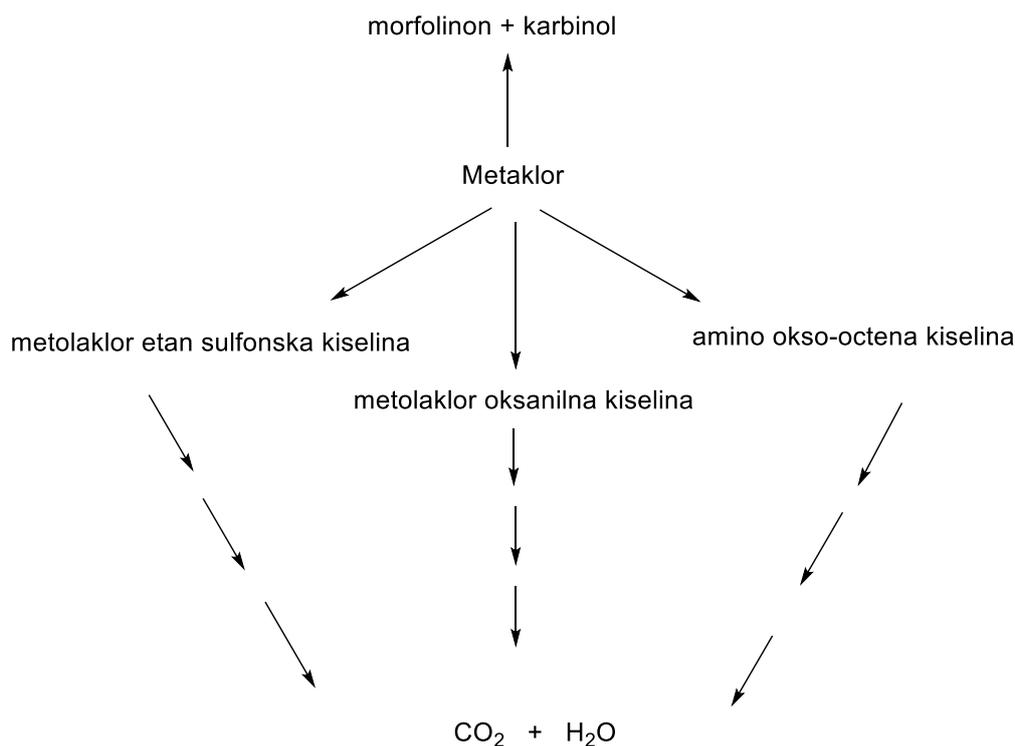 morfolinon + karbinol
Metaklor
metolaklor etan sulfonska kiselina
amino okso-octena kiselina
metolaklor oksanilna kiselina
CO₂ + H₂O